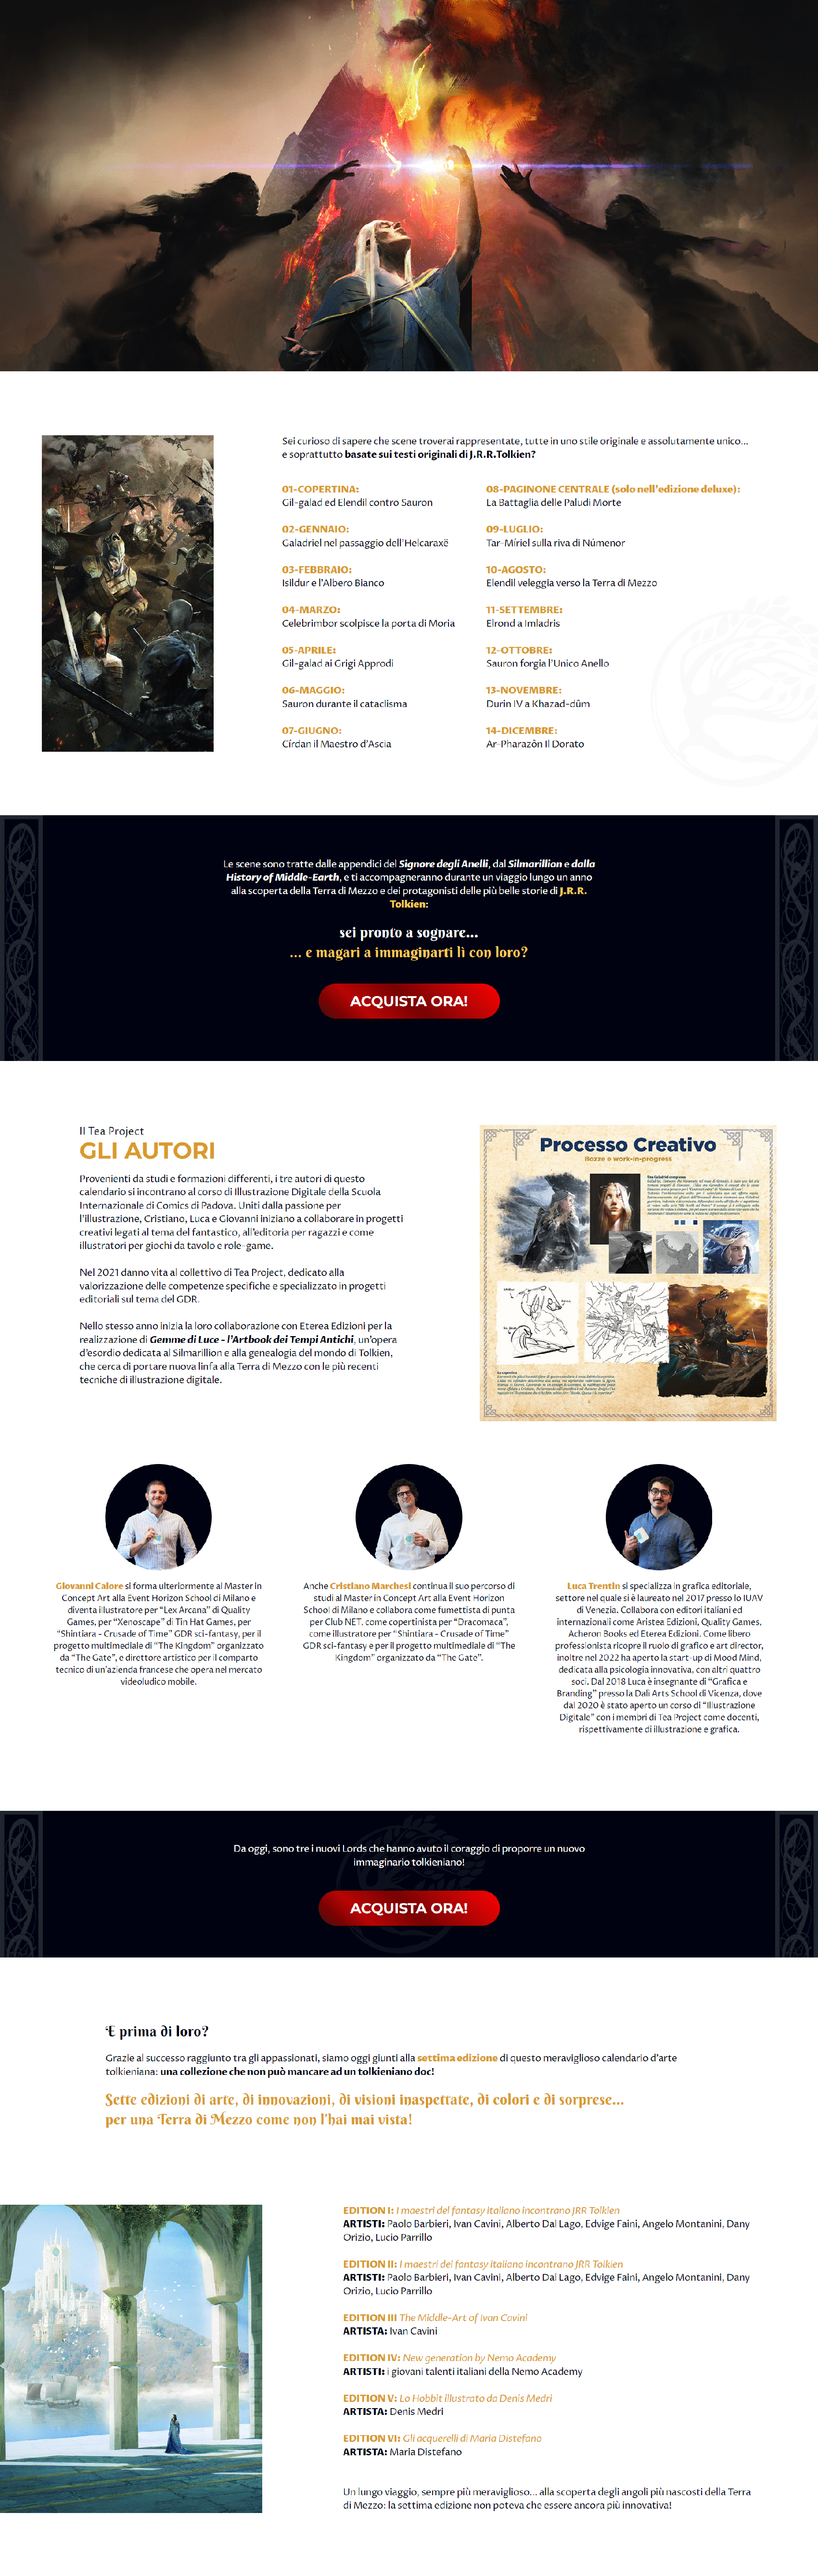 Sei curioso di sapere che scene troverai rappresentate, tutte in uno stile originale e assolutamente unico...
e soprattutto basate sui testi originali di J.R.R.Tolkien?
01-COPERTINA:
Gil-galad ed Elendil contro Sauron
02-GENNAIO:
Galadriel nel passaggio dell'Helcaraxë
03-FEBBRAIO:
Isildur e l'Albero Bianco
04-MARZO:
Celebrimbor scolpisce la porta di Moria
05-APRILE:
Gil-galad ai Grigi Approdi
06-MAGGIO:
Sauron durante il cataclisma
07-GIUGNO:
Círdan il Maestro d'Ascia
08-PAGINONE CENTRALE (solo nell'edizione deluxe):
La Battaglia delle Paludi Morte
09-LUGLIO:
Tar-Míriel sulla riva di Númenor
10-AGOSTO:
Elendil veleggia verso la Terra di Mezzo
11-SETTEMBRE:
Elrond a Imladris
12-OTTOBRE:
Sauron forgia l'Unico Anello
13-NOVEMBRE:
Durin IV a Khazad-dûm
14-DICEMBRE:
Ar-Pharazôn Il Dorato
Le scene sono tratte dalle appendici del Signore degli Anelli, dal Silmarillion e dalla
History of Middle-Earth, e ti accompagneranno durante un viaggio lungo un anno
alla scoperta della Terra di Mezzo e dei protagonisti delle più belle storie di J.R.R.
Tolkien:
sei pronto a sognare...
... e magari a immaginarti lì con loro?
ACQUISTA ORA!
Il Tea Project
GLI AUTORI
Provenienti da studi e formazioni differenti, i tre autori di questo
calendario si incontrano al corso di Illustrazione Digitale della Scuola
Internazionale di Comics di Padova. Uniti dalla passione per
l'illustrazione, Cristiano, Luca e Giovanni iniziano a collaborare in progetti
creativi legati al tema del fantastico, all'editoria per ragazzi e come
illustratori per giochi da tavolo e role-game.
Nel 2021 danno vita al collettivo di Tea Project, dedicato alla
valorizzazione delle competenze specifiche e specializzato in progetti
editoriali sul tema del GDR.
Nello stesso anno inizia la loro collaborazione con Eterea Edizioni per la
realizzazione di Gemme di Luce - l'Artbook dei Tempi Antichi, un'opera
d'esordio dedicata al Silmarillion e alla genealogia del mondo di Tolkien,
che cerca di portare nuova linfa alla Terra di Mezzo con le più recenti
tecniche di illustrazione digitale.
Processo Creativo
Bozze e work-in-progress
Giovanni Calore si forma ulteriormente al Master in
Concept Art alla Event Horizon School di Milano e
diventa illustratore per "Lex Arcana" di Quality
Games, per "Xenoscape" di Tin Hat Games, per
"Shintiara - Crusade of Time" GDR sci-fantasy, per il
progetto multimediale di "The Kingdom" organizzato
da "The Gate", e direttore artistico per il comparto
tecnico di un'azienda francese che opera nel mercato
videoludico mobile.
Anche Cristiano Marchesi continua il suo percorso di
studi al Master in Concept Art alla Event Horizon
School di Milano e collabora come fumettista di punta
per Club NET, come copertinista per "Dracomaca",
come illustratore per "Shintiara - Crusade of Time"
GDR sci-fantasy e per il progetto multimediale di "The
Kingdom" organizzato da "The Gate".
Luca Trentin si specializza in grafica editoriale,
settore nel quale si è laureato nel 2017 presso lo IUAV
di Venezia. Collabora con editori italiani ed
internazionali come Aristea Edizioni, Quality Games,
Acheron Books ed Eterea Edizioni. Come libero
professionista ricopre il ruolo di grafico e art director,
inoltre nel 2022 ha aperto la start-up di Mood Mind,
dedicata alla psicologia innovativa, con altri quattro
soci. Dal 2018 Luca è insegnante di "Grafica e
Branding" presso la Dalì Arts School di Vicenza, dove
dal 2020 è stato aperto un corso di "Illustrazione
Digitale" con i membri di Tea Project come docenti,
rispettivamente di illustrazione e grafica.
Da oggi, sono tre i nuovi Lords che hanno avuto il coraggio di proporre un nuovo
immaginario tolkieniano!
ACQUISTA ORA!
E prima di loro?
Grazie al successo raggiunto tra gli appassionati, siamo oggi giunti alla settima edizione di questo meraviglioso calendario d'arte
tolkieniana: una collezione che non può mancare ad un tolkieniano doc!
Sette edizioni di arte, di innovazioni, di visioni inaspettate, di colori e di sorprese...
per una Terra di Mezzo come non l'hai mai vista!
EDITION I: I maestri del fantasy italiano incontrano JRR Tolkien
ARTISTI: Paolo Barbieri, Ivan Cavini, Alberto Dal Lago, Edvige Faini, Angelo Montanini, Dany
Orizio, Lucio Parrillo
EDITION II: I maestri del fantasy italiano incontrano JRR Tolkien
ARTISTI: Paolo Barbieri, Ivan Cavini, Alberto Dal Lago, Edvige Faini, Angelo Montanini, Dany
Orizio, Lucio Parrillo
EDITION III The Middle-Art of Ivan Cavini
ARTISTA: Ivan Cavini
EDITION IV: New generation by Nemo Academy
ARTISTI: i giovani talenti italiani della Nemo Academy
EDITION V: Lo Hobbit illustrato da Denis Medri
ARTISTA: Denis Medri
EDITION VI: Gli acquerelli di Maria Distefano
ARTISTA: Maria Distefano
Un lungo viaggio, sempre più meraviglioso... alla scoperta degli angoli più nascosti della Terra
di Mezzo: la settima edizione non poteva che essere ancora più innovativa!